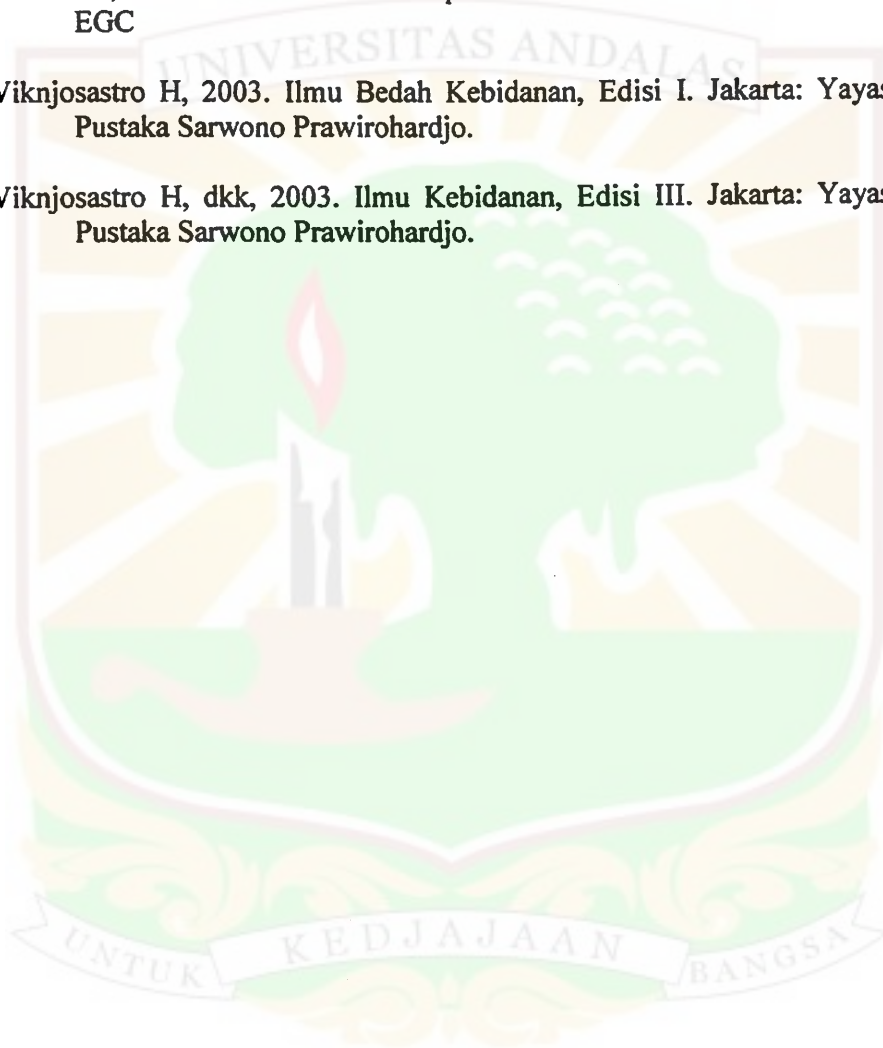 EGC
UNIVERSITAS ANDALAS
Viknjosastro H, 2003. Ilmu Bedah Kebidanan, Edisi I. Jakarta: Yayas
Pustaka Sarwono Prawirohardjo.
Viknjosastro H, dkk, 2003. Ilmu Kebidanan, Edisi III. Jakarta: Yayas
Pustaka Sarwono Prawirohardjo.
UNTUK KEDJAJAAN BANGSA